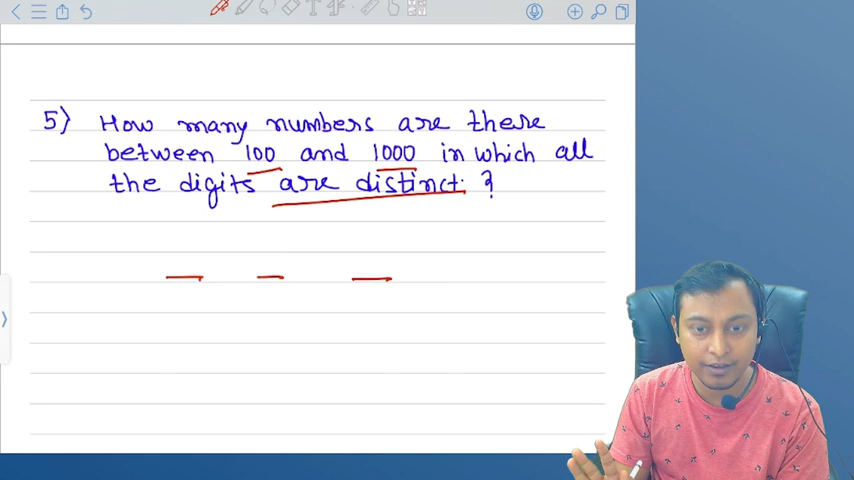 5) How many numbers are there
between 100 and 1000 in which all
the digits are distinct. ?